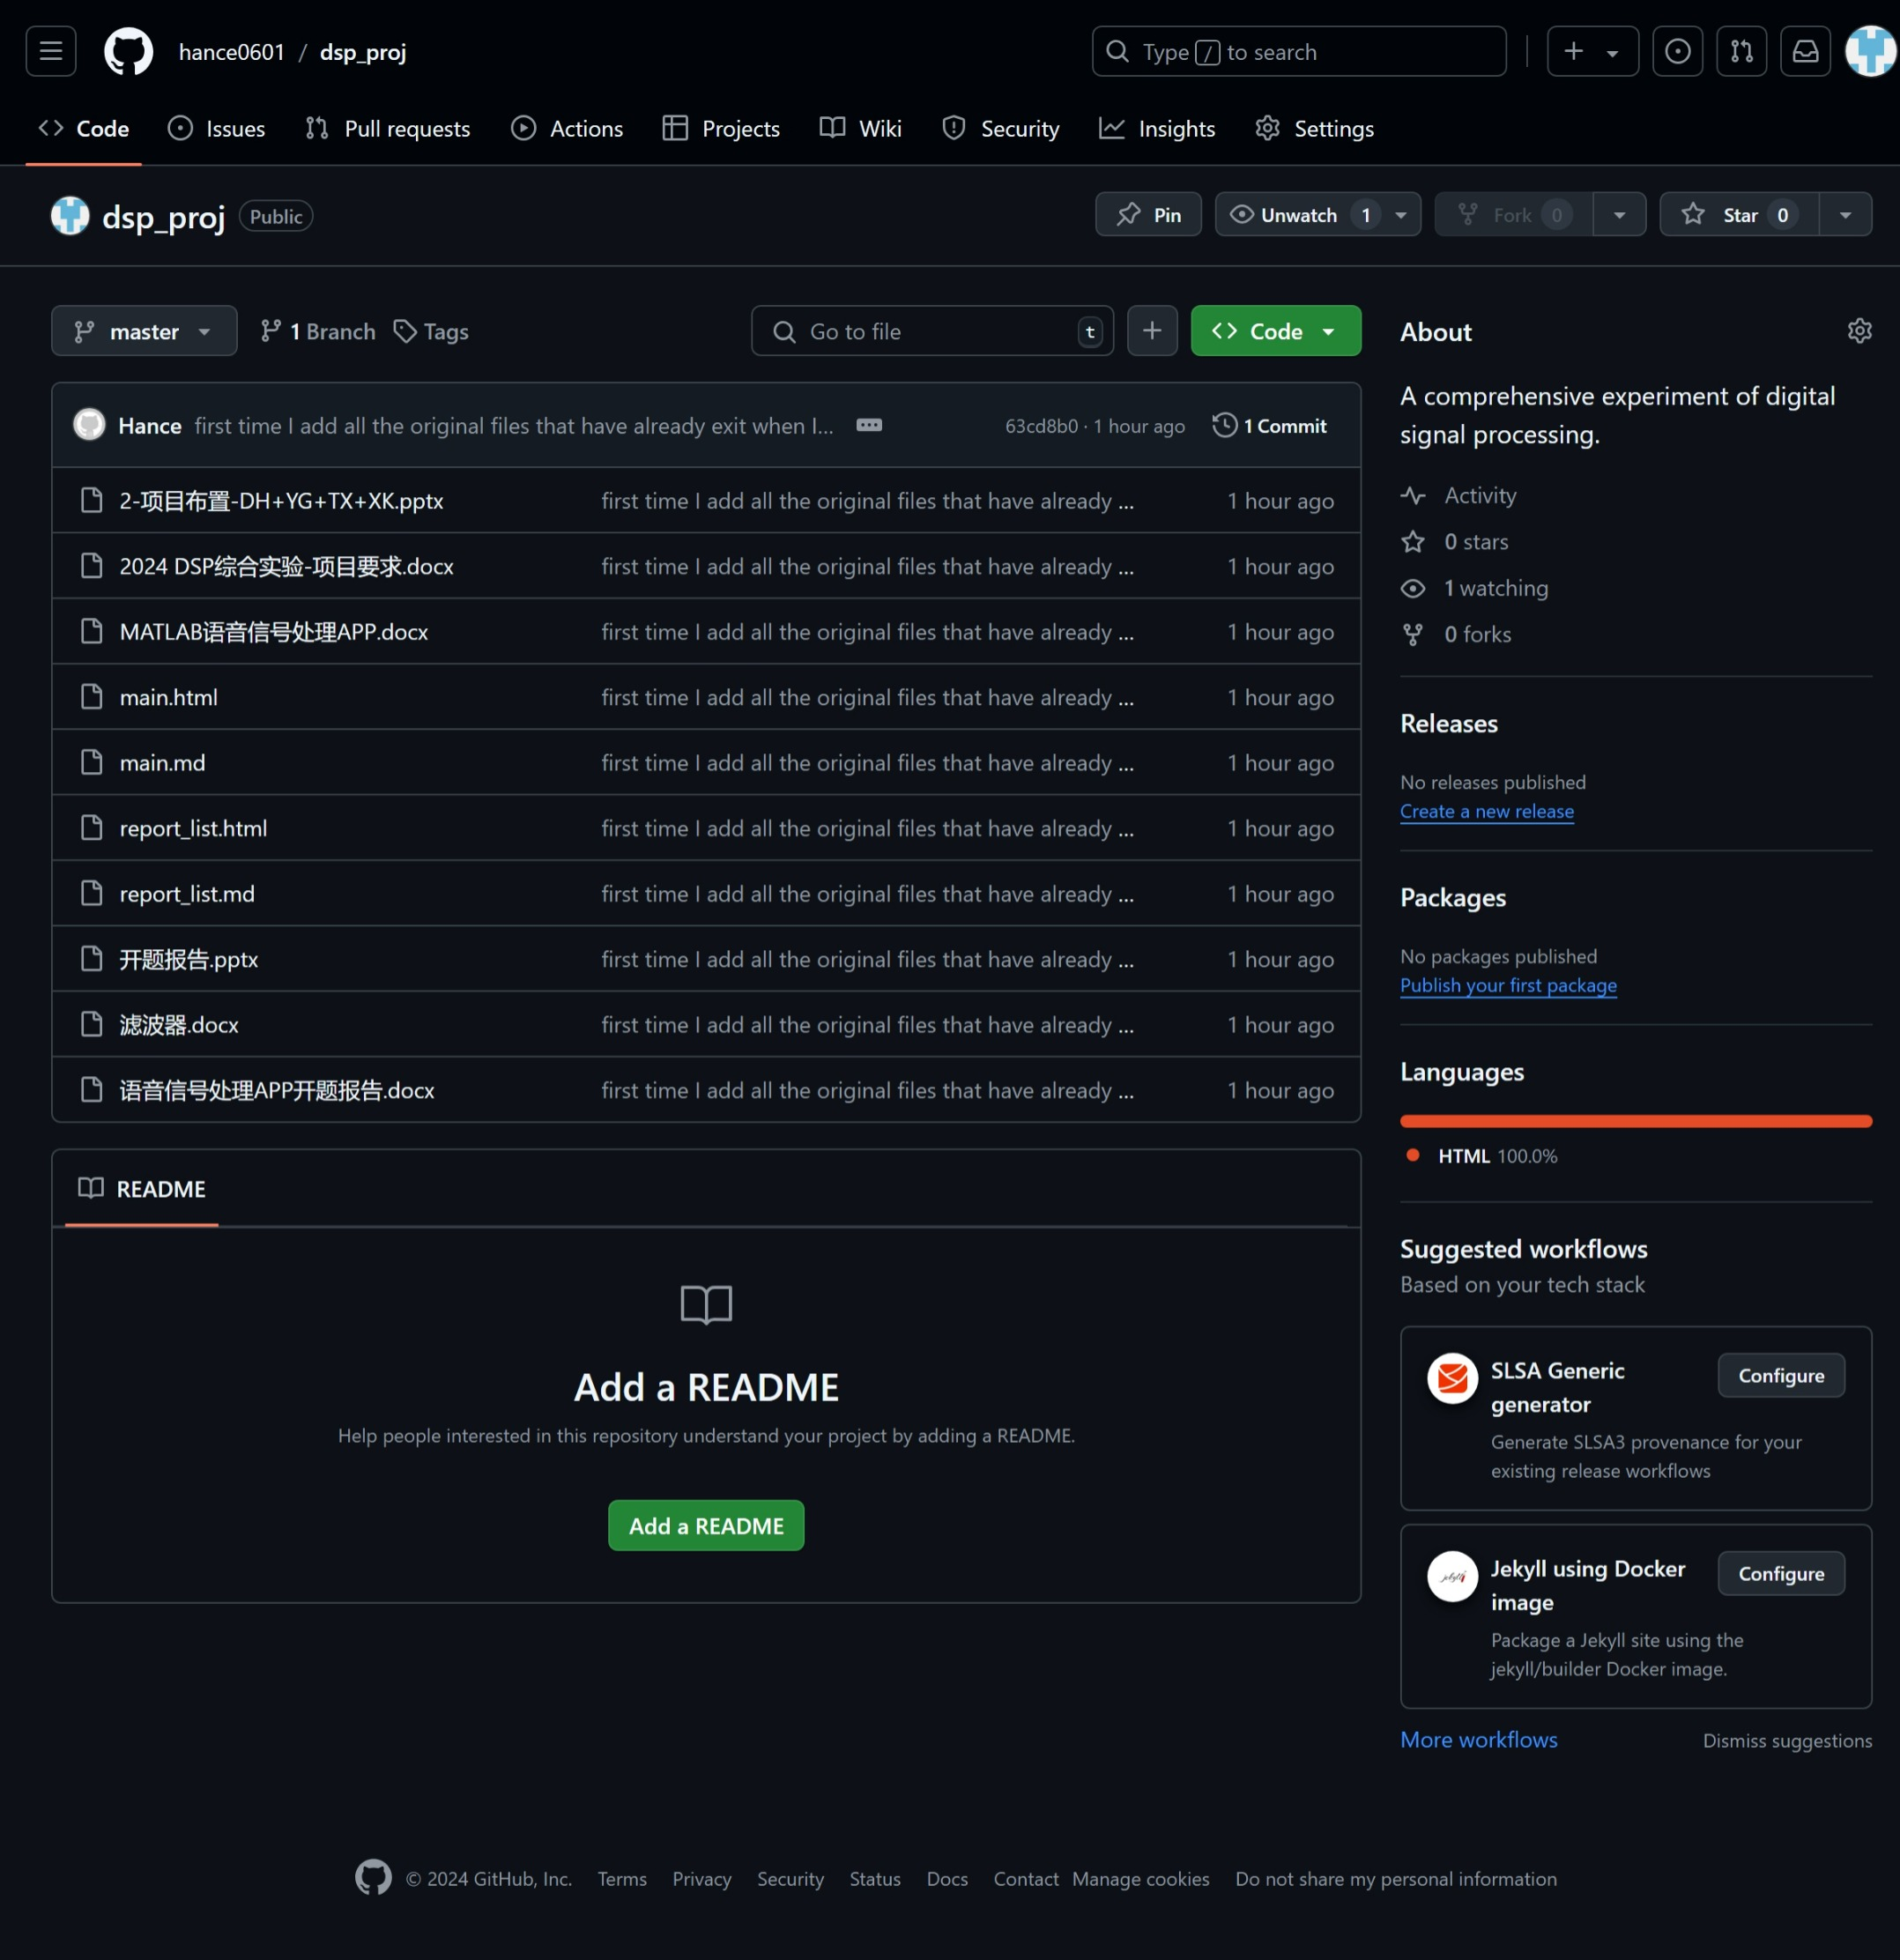 hance0601 / dsp_proj
Type / to search
Code Issues Pull requests Actions Projects Wiki Security Insights Settings
dsp_proj Public
Pin Unwatch 1 Fork 0 Star 0
master 1 Branch Tags
Go to file t
Code
Hance first time I add all the original files that have already exit when I... 63cd8b0 · 1 hour ago 1 Commit
2-项目布置-DH+YG+TX+XK.pptx first time I add all the original files that have already ... 1 hour ago
2024 DSP综合实验-项目要求.docx first time I add all the original files that have already ... 1 hour ago
MATLAB语音信号处理APP.docx first time I add all the original files that have already ... 1 hour ago
main.html first time I add all the original files that have already ... 1 hour ago
main.md first time I add all the original files that have already ... 1 hour ago
report_list.html first time I add all the original files that have already ... 1 hour ago
report_list.md first time I add all the original files that have already ... 1 hour ago
开题报告.pptx first time I add all the original files that have already ... 1 hour ago
滤波器.docx first time I add all the original files that have already ... 1 hour ago
语音信号处理APP开题报告.docx first time I add all the original files that have already ... 1 hour ago
README
Add a README
Help people interested in this repository understand your project by adding a README.
Add a README
About
A comprehensive experiment of digital
signal processing.
Activity
0 stars
1 watching
0 forks
Releases
No releases published
Create a new release
Packages
No packages published
Publish your first package
Languages
HTML 100.0%
Suggested workflows
Based on your tech stack
SLSA Generic
generator
Configure
Generate SLSA3 provenance for your
existing release workflows
jekyll
Jekyll using Docker
image
Configure
Package a Jekyll site using the
jekyll/builder Docker image.
More workflows Dismiss suggestions
© 2024 GitHub, Inc. Terms Privacy Security Status Docs Contact Manage cookies Do not share my personal information